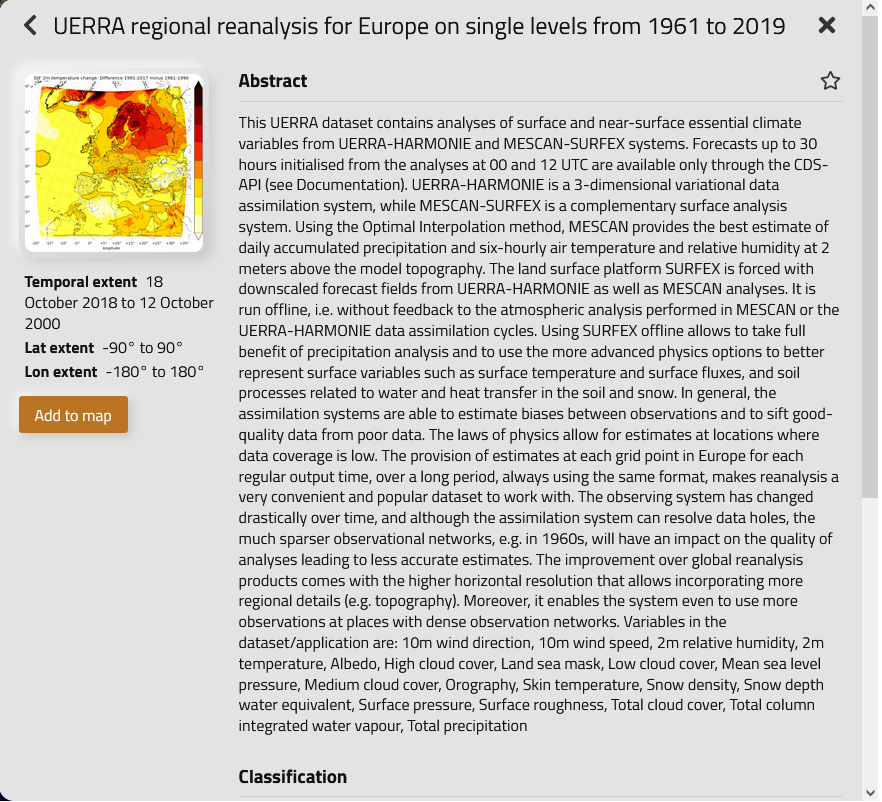 UERRA regional reanalysis for Europe on single levels from 1961 to 2019
DJF 2m temperature change: Difference 1991-2017 minus 1961-1990
Temporal extent 18
October 2018 to 12 October
2000
Lat extent -90° to 90°
Lon extent -180° to 180°
Add to map
Abstract
This UERRA dataset contains analyses of surface and near-surface essential climate
variables from UERRA-HARMONIE and MESCAN-SURFEX systems. Forecasts up to 30
hours initialised from the analyses at 00 and 12 UTC are available only through the CDS-
API (see Documentation). UERRA-HARMONIE is a 3-dimensional variational data
assimilation system, while MESCAN-SURFEX is a complementary surface analysis
system. Using the Optimal Interpolation method, MESCAN provides the best estimate of
daily accumulated precipitation and six-hourly air temperature and relative humidity at 2
meters above the model topography. The land surface platform SURFEX is forced with
downscaled forecast fields from UERRA-HARMONIE as well as MESCAN analyses. It is
run offline, i.e. without feedback to the atmospheric analysis performed in MESCAN or the
UERRA-HARMONIE data assimilation cycles. Using SURFEX offline allows to take full
benefit of precipitation analysis and to use the more advanced physics options to better
represent surface variables such as surface temperature and surface fluxes, and soil
processes related to water and heat transfer in the soil and snow. In general, the
assimilation systems are able to estimate biases between observations and to sift good-
quality data from poor data. The laws of physics allow for estimates at locations where
data coverage is low. The provision of estimates at each grid point in Europe for each
regular output time, over a long period, always using the same format, makes reanalysis a
very convenient and popular dataset to work with. The observing system has changed
drastically over time, and although the assimilation system can resolve data holes, the
much sparser observational networks, e.g. in 1960s, will have an impact on the quality of
analyses leading to less accurate estimates. The improvement over global reanalysis
products comes with the higher horizontal resolution that allows incorporating more
regional details (e.g. topography). Moreover, it enables the system even to use more
observations at places with dense observation networks. Variables in the
dataset/application are: 10m wind direction, 10m wind speed, 2m relative humidity, 2m
temperature, Albedo, High cloud cover, Land sea mask, Low cloud cover, Mean sea level
pressure, Medium cloud cover, Orography, Skin temperature, Snow density, Snow depth
water equivalent, Surface pressure, Surface roughness, Total cloud cover, Total column
integrated water vapour, Total precipitation
Classification